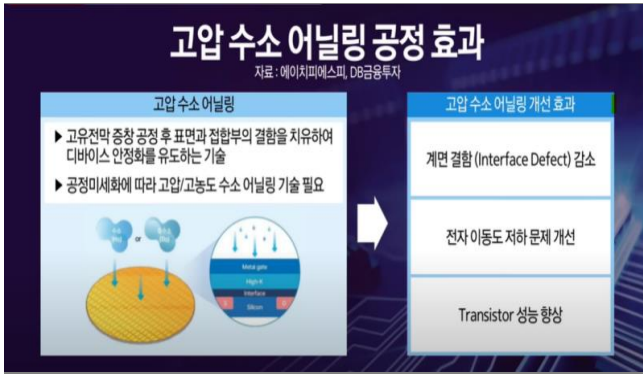 고압 수소 어닐링 공정 효과
자료 : 에이치피에스피, DB금융투자
고압 수소 어닐링
▶ 고유전막 증창 공정 후 표면과 접합부의 결함을 치유하여
디바이스 안정화를 유도하는 기술
▶ 공정미세화에 따라 고압/고농도 수소 어닐링 기술 필요
or
Metal gate
High-K
Interface
S
D
Silicon
고압 수소 어닐링 개선 효과
계면 결함 (Interface Defect) 감소
전자 이동도 저하 문제 개선
Transistor 성능 향상